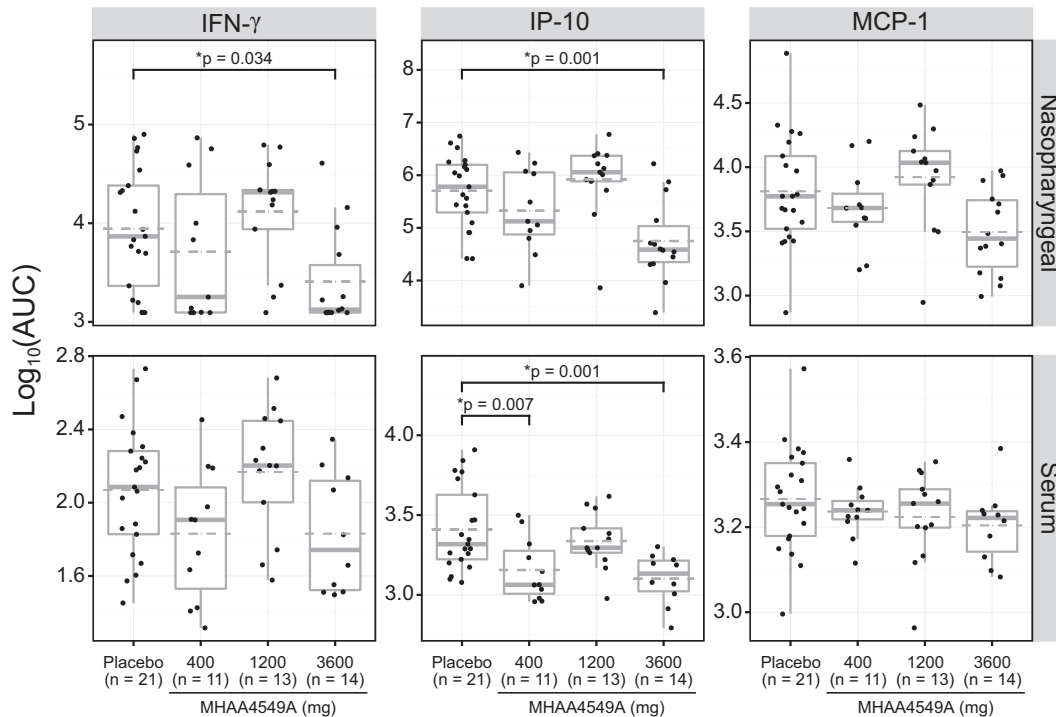 IFN-γ
IP-10
MCP-1
Nasopharyngeal
*p = 0.034
*p = 0.001
5
4
3
8
7
6
5
4
4.5
4.0
3.5
3.0
Log₁₀(AUC)
Serum
2.8
2.4
2.0
1.6
*p = 0.001
*p = 0.007
4.0
3.5
3.0
3.6
3.4
3.2
3.0
Placebo 400 1200 3600
(n = 21) (n = 11) (n = 13) (n = 14)
MHAA4549A (mg)
Placebo 400 1200 3600
(n = 21) (n = 11) (n = 13) (n = 14)
MHAA4549A (mg)
Placebo 400 1200 3600
(n = 21) (n = 11) (n = 13) (n = 14)
MHAA4549A (mg)